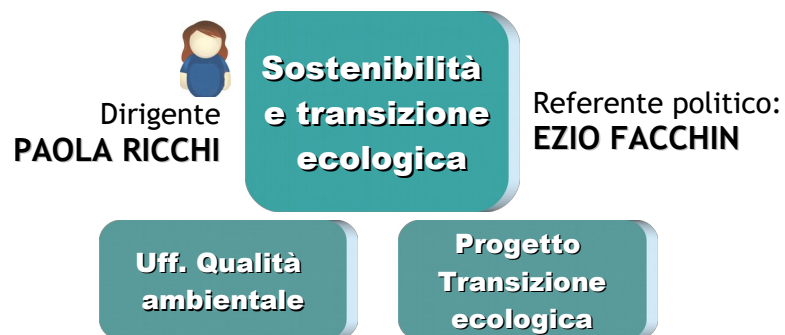 Dirigente
PAOLA RICCHI
Sostenibilità
e transizione
ecologica
Referente politico:
EZIO FACCHIN
Uff. Qualità
ambientale
Progetto
Transizione
ecologica